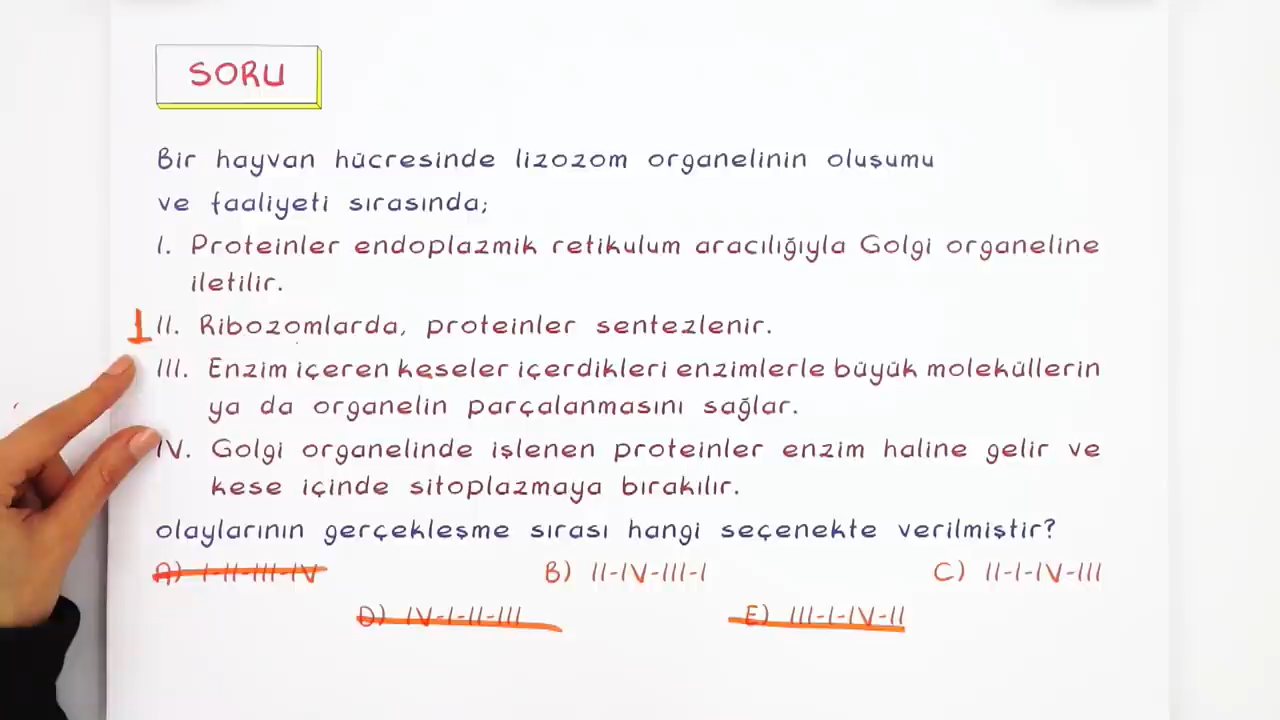 SORU
Bir hayvan hücresinde lizozom organelinin oluşumu
ve faaliyeti sırasında;
I. Proteinler endoplazmik retikulum aracılığıyla Golgi organeline
iletilir.
1 II. Ribozomlarda, proteinler sentezlenir.
III. Enzim içeren keseler içerdikleri enzimlerle büyük moleküllerin
ya da organelin parçalanmasını sağlar.
IV. Golgi organelinde işlenen proteinler enzim haline gelir ve
kese içinde sitoplazmaya bırakılır.
olaylarının gerçekleşme sırası hangi seçenekte verilmiştir?
A) I-II-III-IV B) II-IV-III-I C) II-I-IV-III
D) IV-I-II-III E) III-I-IV-II